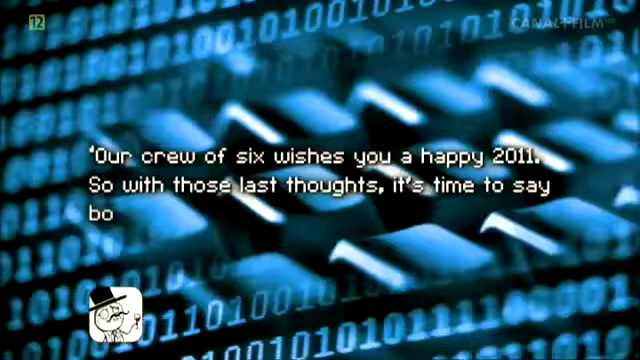 12
CANAL+ FILM HD
'Our crew of six wishes you a happy 2011.
So with those last thoughts, it's time to say
bo